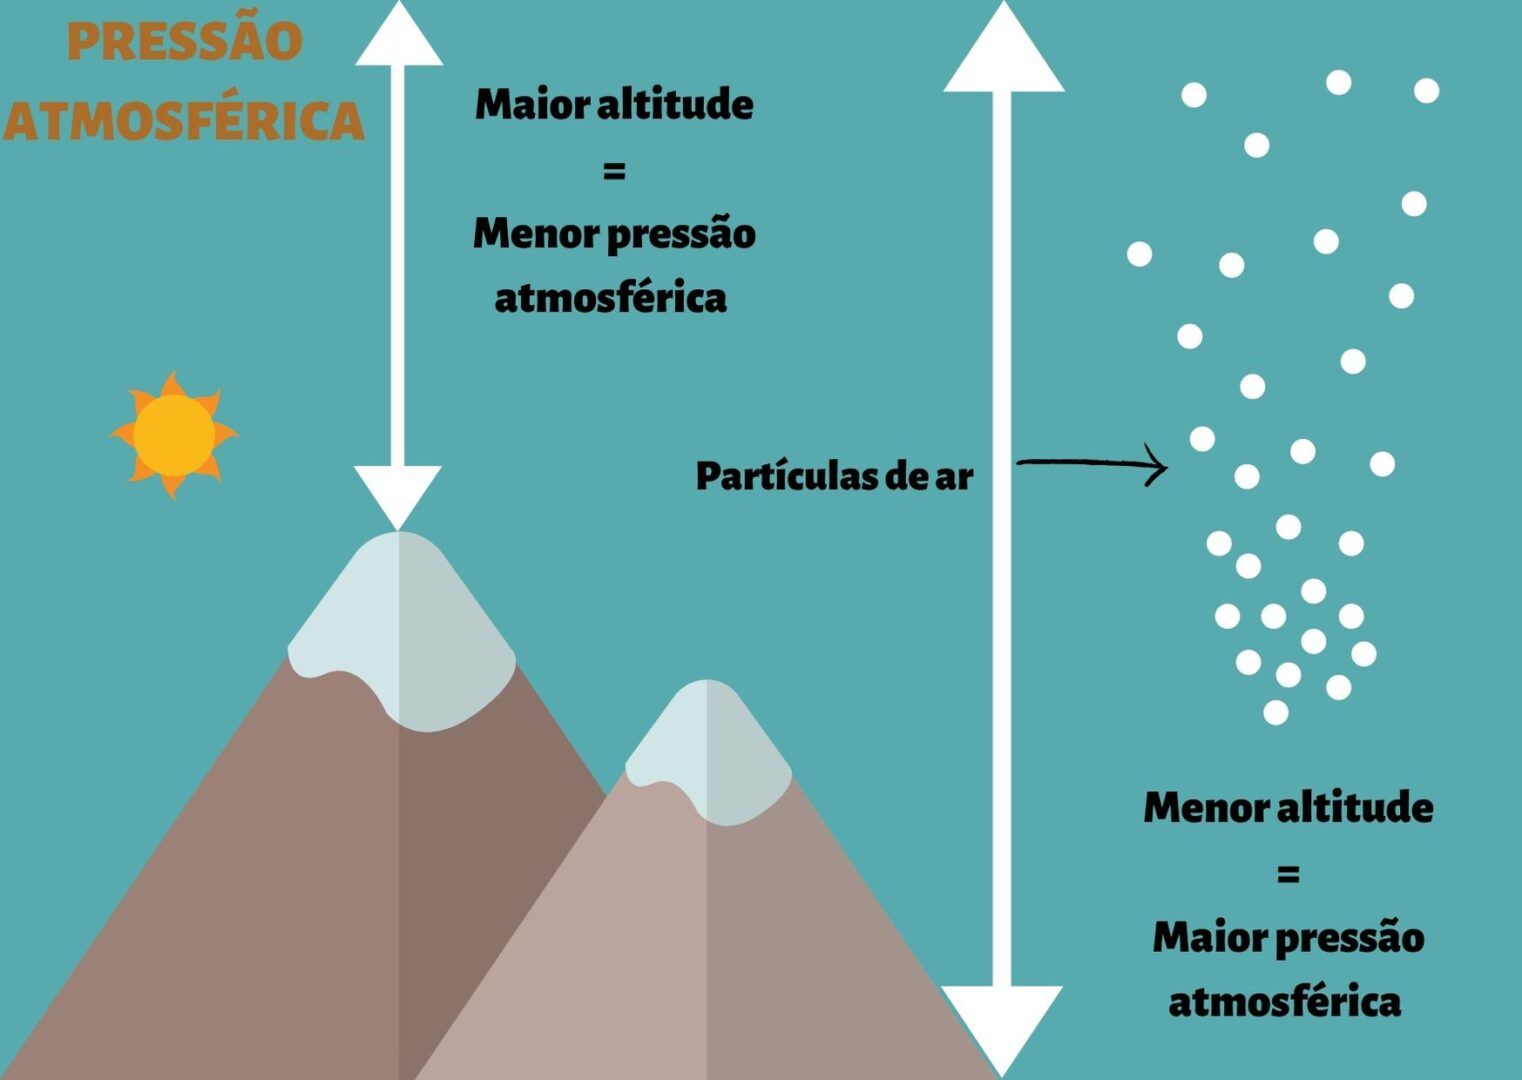 PRESSÃO
ATMOSFÉRICA
Maior altitude
=
Menor pressão
atmosférica
Partículas de ar
Menor altitude
=
Maior pressão
atmosférica